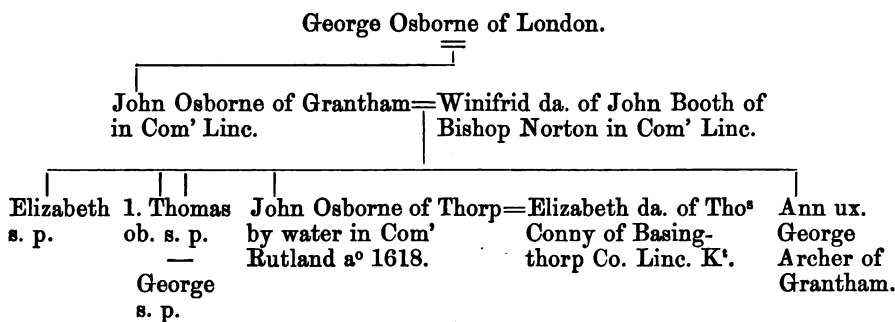 George Osborne of London.
John Osborne of Grantham=Winifrid da. of John Booth of
in Com' Linc.
Bishop Norton in Com' Linc.
Elizabeth
s. p.
1. Thomas
ob. s. p.
—
George
s. p.
John Osborne of Thorp=Elizabeth da. of Thoˢ
by water in Com'
Rutland aº 1618.
Conny of Basing-
thorp Co. Linc. Kᵗ.
Ann ux.
George
Archer of
Grantham.